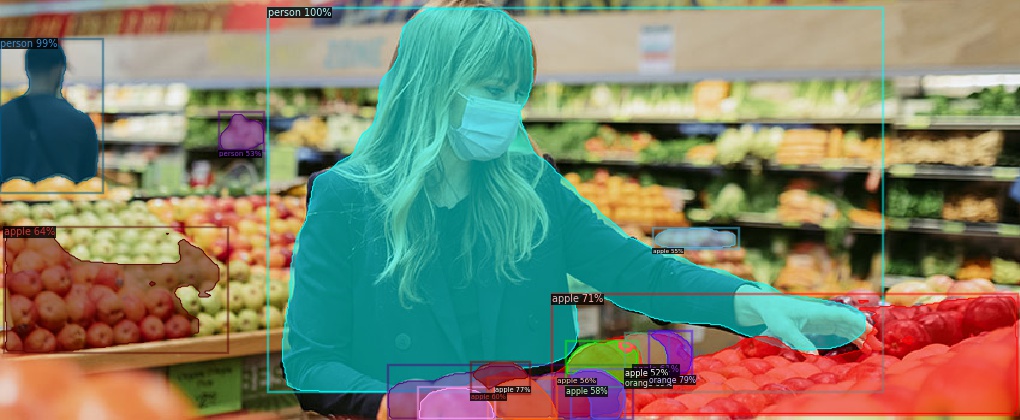 person 100%
person 99%
person 53%
apple 64%
apple 55%
apple 71%
apple 52%
orange 79%
apple 56%
apple 58%
apple 77%
apple 60%